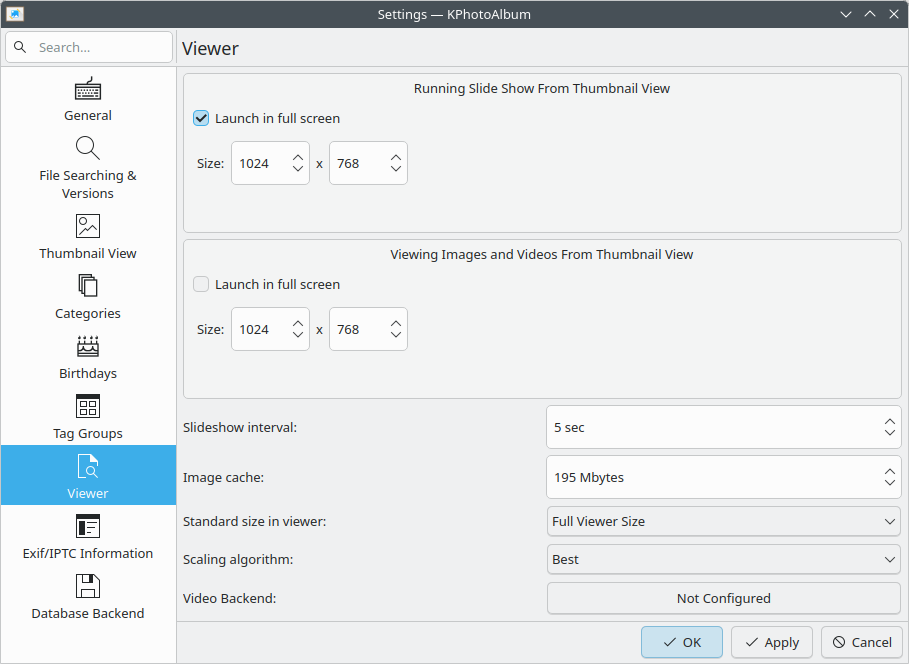 Settings — KPhotoAlbum
Search...
Viewer
General
File Searching &
Versions
Thumbnail View
Categories
Birthdays
Tag Groups
Viewer
Exif/IPTC Information
Database Backend
Running Slide Show From Thumbnail View
Launch in full screen
Size: 1024 x 768
Viewing Images and Videos From Thumbnail View
Launch in full screen
Size: 1024 x 768
Slideshow interval: 5 sec
Image cache: 195 Mbytes
Standard size in viewer: Full Viewer Size
Scaling algorithm: Best
Video Backend: Not Configured
OK Apply Cancel